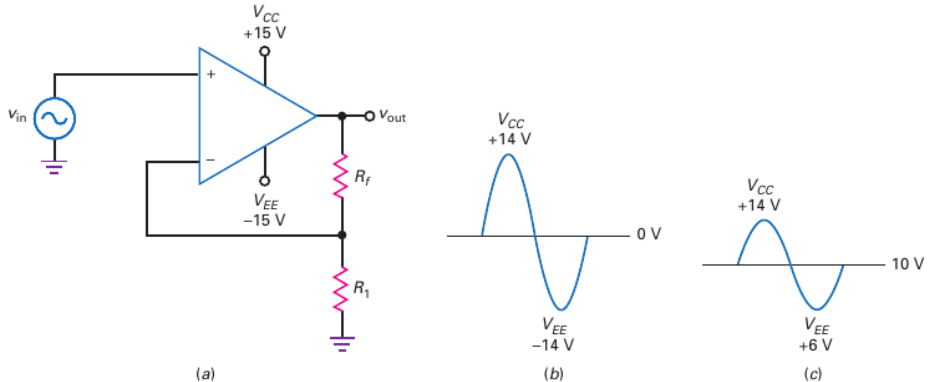 V_CC
+15 V
v_in
+
−
v_out
R_f
V_EE
−15 V
R_1
(a)
V_CC
+14 V
0 V
V_EE
−14 V
(b)
V_CC
+14 V
10 V
V_EE
+6 V
(c)